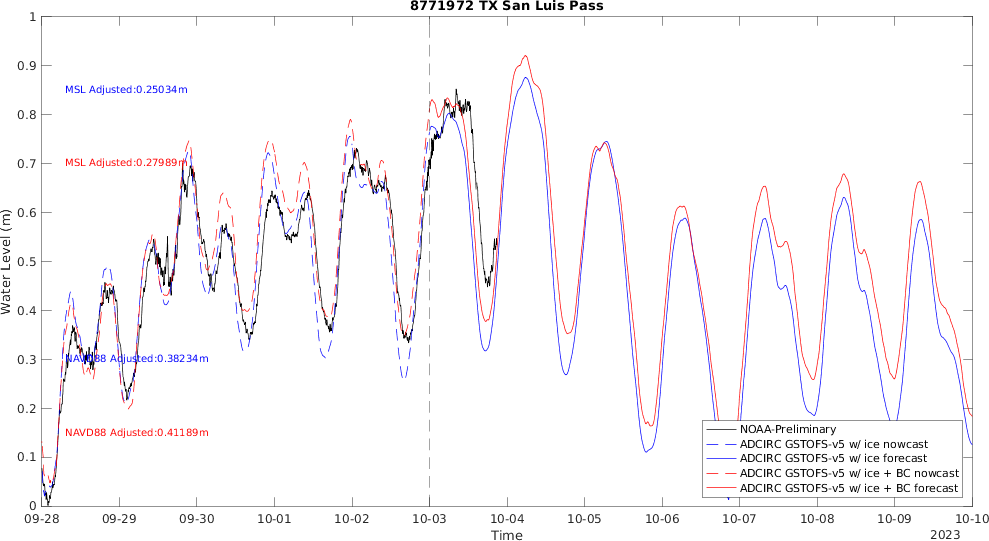 8771972 TX San Luis Pass
Water Level (m)
1
0.9
0.8
0.7
0.6
0.5
0.4
0.3
0.2
0.1
0
MSL Adjusted:0.25034m
MSL Adjusted:0.27989m
NAVD88 Adjusted:0.38234m
NAVD88 Adjusted:0.41189m
NOAA-Preliminary
ADCIRC GSTOFS-v5 w/ ice nowcast
ADCIRC GSTOFS-v5 w/ ice forecast
ADCIRC GSTOFS-v5 w/ ice + BC nowcast
ADCIRC GSTOFS-v5 w/ ice + BC forecast
09-28 09-29 09-30 10-01 10-02 10-03 10-04 10-05 10-06 10-07 10-08 10-09 10-10
Time
2023